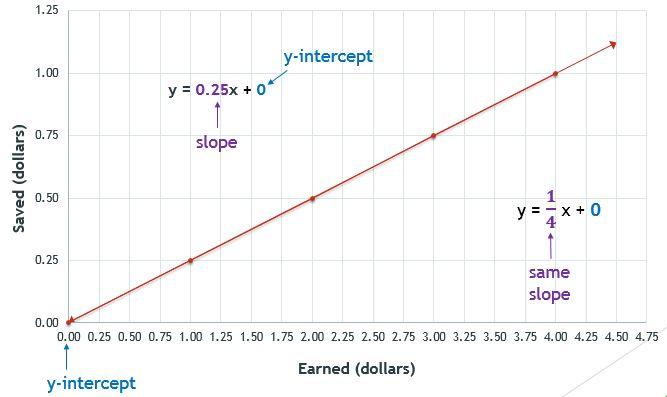 1.25
y-intercept
1.00
y = 0.25x + 0
slope
0.75
Saved (dollars)
0.50
y = 1/4 x + 0
0.25
same
slope
0.00
0.00 0.25 0.50 0.75 1.00 1.25 1.50 1.75 2.00 2.25 2.50 2.75 3.00 3.25 3.50 3.75 4.00 4.25 4.50 4.75
Earned (dollars)
y-intercept